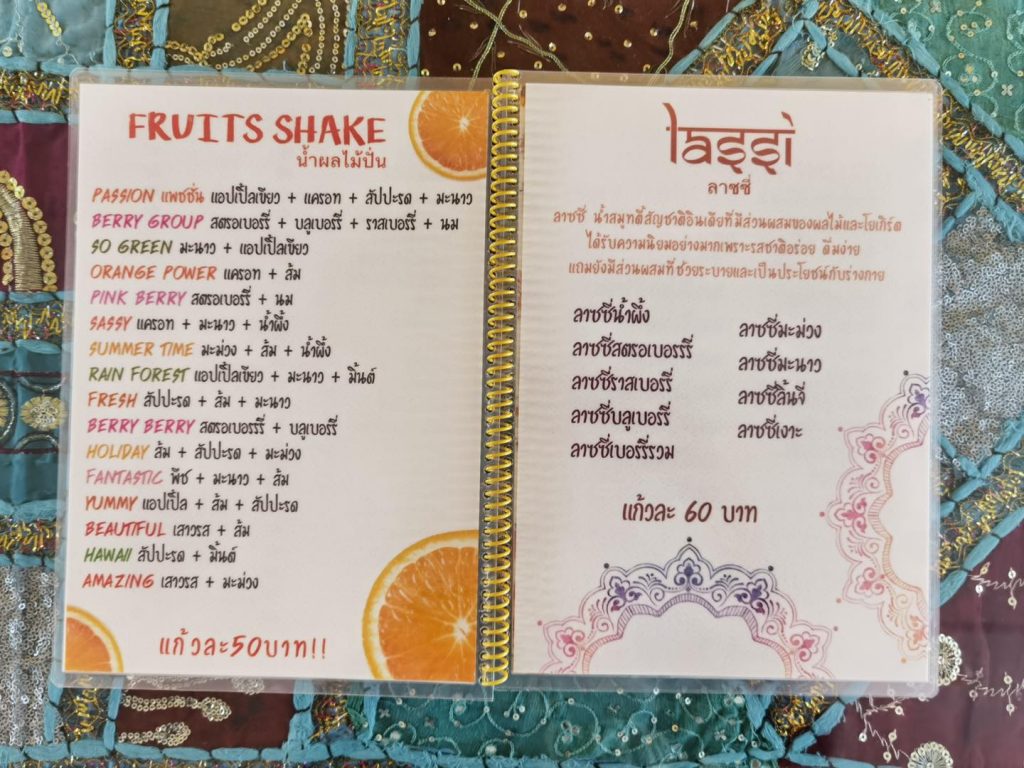 FRUITS SHAKE
น้ำผลไม้ปั่น
PASSION แพชชั่น แอปเปิ้ลเขียว + แครอท + สัปปะรด + มะนาว
BERRY GROUP สตรอเบอร์รี่ + บลูเบอร์รี่ + ราสเบอร์รี่ + นม
SO GREEN มะนาว + แอปเปิ้ลเขียว
ORANGE POWER แครอท + ส้ม
PINK BERRY สตรอเบอร์รี่ + นม
SASSY แครอท + มะนาว + น้ำผึ้ง
SUMMER TIME มะม่วง + ส้ม + น้ำผึ้ง
RAIN FOREST แอปเปิ้ลเขียว + มะนาว + มิ้นต์
FRESH สัปปะรด + ส้ม + มะนาว
BERRY BERRY สตรอเบอร์รี่ + บลูเบอร์รี่
HOLIDAY ส้ม + สัปปะรด + มะม่วง
FANTASTIC พีช + มะนาว + ส้ม
YUMMY แอปเปิ้ล + ส้ม + สัปปะรด
BEAUTIFUL เสาวรส + ส้ม
HAWAII สัปปะรด + มิ้นต์
AMAZING เสาวรส + มะม่วง
แก้วละ50บาท!!
lassi
ลาซซี่
ลาซซี่ น้ำสมูทตี้สัญชาติอินเดียที่มีส่วนผสมของผลไม้และโยเกิร์ต
ได้รับความนิยมอย่างมากเพราะรสชาติอร่อย ดื่มง่าย
แถมยังมีส่วนผสมที่ช่วยระบายและเป็นประโยชน์กับร่างกาย
ลาซซี่น้ำผึ้ง
ลาซซี่สตรอเบอรรี่
ลาซซี่ราสเบอร์รี่
ลาซซี่บลูเบอร์รี่
ลาซซี่เบอร์รี่รวม
ลาซซี่มะม่วง
ลาซซี่มะนาว
ลาซซี่ลิ้นจี่
ลาซซี่เงาะ
แก้วละ 60 บาท